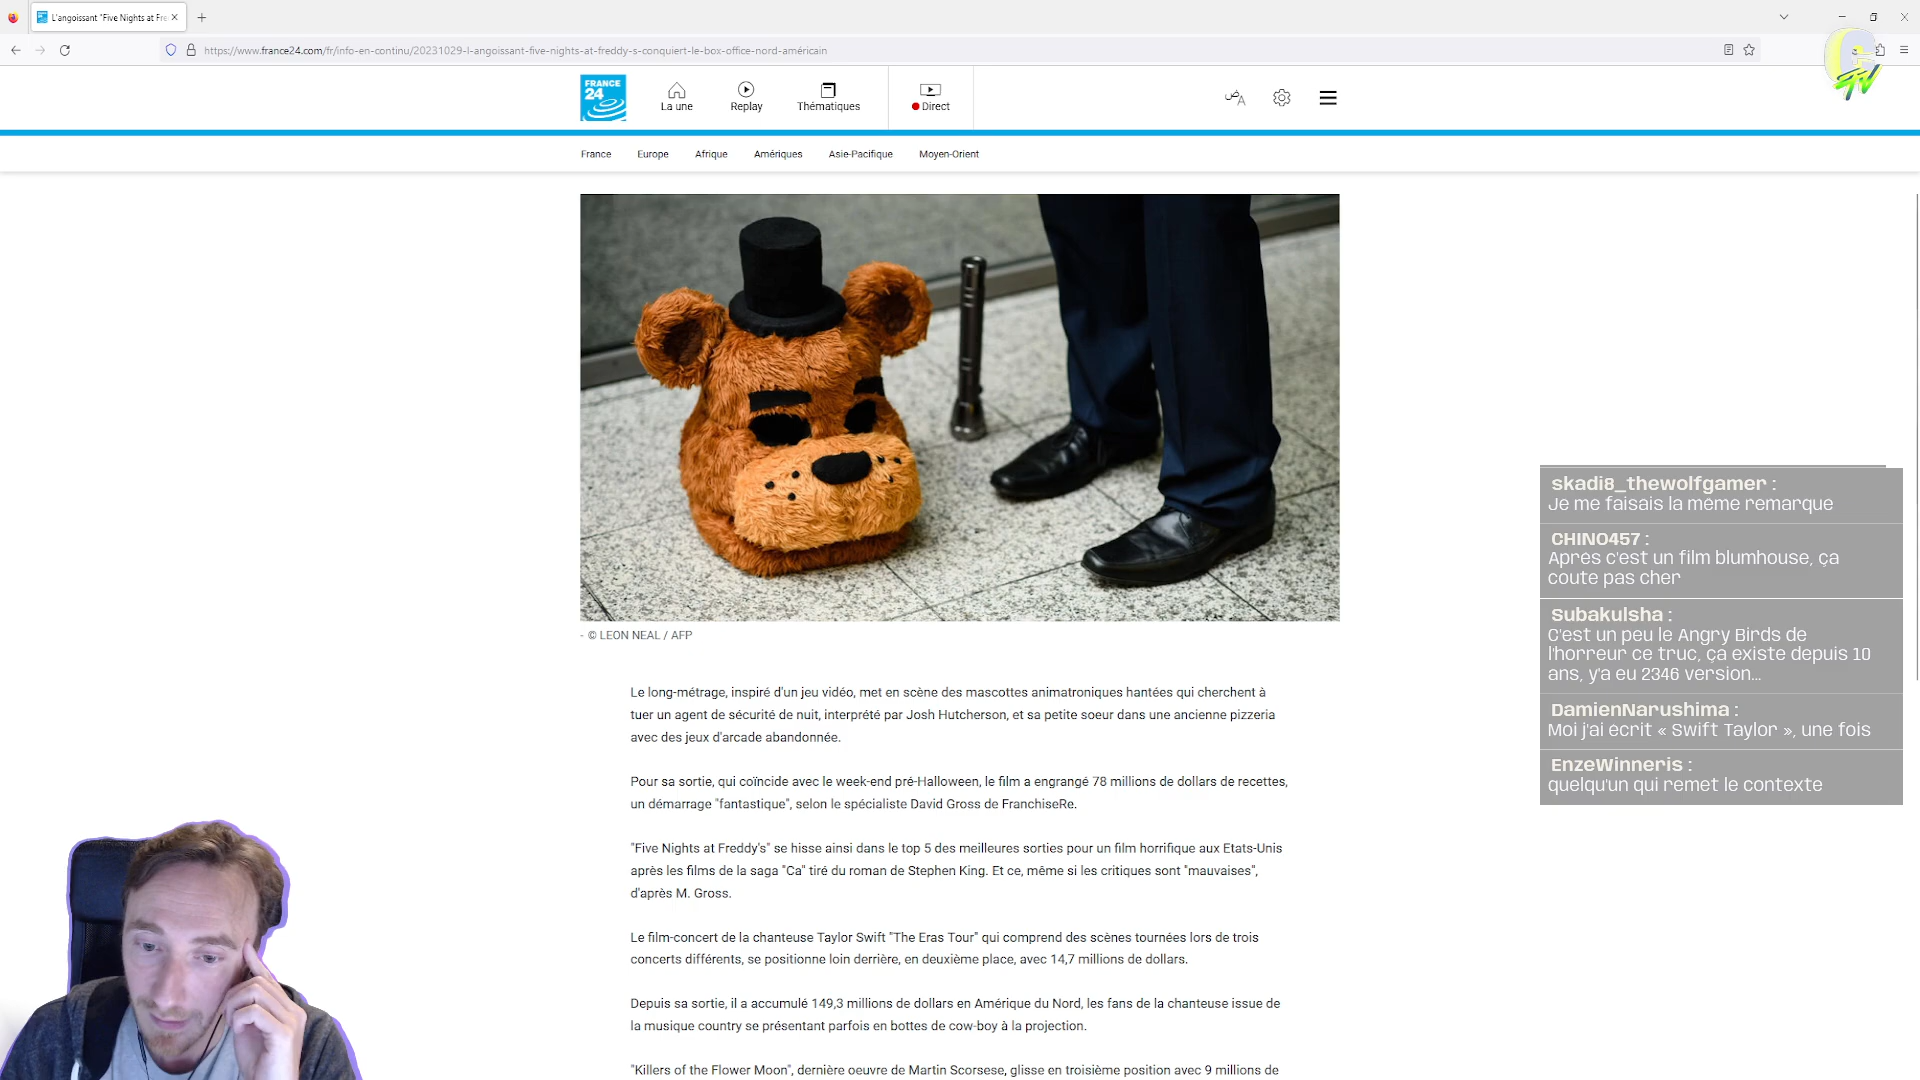 L'angoissant "Five Nights at Fre
https://www.france24.com/fr/info-en-continu/20231029-l-angoissant-five-nights-at-freddy-s-conquiert-le-box-office-nord-américain
FRANCE
24
La une
Replay
Thématiques
Direct
France
Europe
Afrique
Amériques
Asie-Pacifique
Moyen-Orient
- © LEON NEAL / AFP
Le long-métrage, inspiré d'un jeu vidéo, met en scène des mascottes animatroniques hantées qui cherchent à
tuer un agent de sécurité de nuit, interprété par Josh Hutcherson, et sa petite soeur dans une ancienne pizzeria
avec des jeux d'arcade abandonnée.
Pour sa sortie, qui coïncide avec le week-end pré-Halloween, le film a engrangé 78 millions de dollars de recettes,
un démarrage "fantastique", selon le spécialiste David Gross de FranchiseRe.
"Five Nights at Freddy's" se hisse ainsi dans le top 5 des meilleures sorties pour un film horrifique aux Etats-Unis
après les films de la saga "Ca" tiré du roman de Stephen King. Et ce, même si les critiques sont "mauvaises",
d'après M. Gross.
Le film-concert de la chanteuse Taylor Swift "The Eras Tour" qui comprend des scènes tournées lors de trois
concerts différents, se positionne loin derrière, en deuxième place, avec 14,7 millions de dollars.
Depuis sa sortie, il a accumulé 149,3 millions de dollars en Amérique du Nord, les fans de la chanteuse issue de
la musique country se présentant parfois en bottes de cow-boy à la projection.
"Killers of the Flower Moon", dernière oeuvre de Martin Scorsese, glisse en troisième position avec 9 millions de
skadi8_thewolfgamer :
Je me faisais la même remarque
CHINO457 :
Après c'est un film blumhouse, ça
coute pas cher
Subakulsha :
C'est un peu le Angry Birds de
l'horreur ce truc, ça existe depuis 10
ans, y'a eu 2346 version...
DamienNarushima :
Moi j'ai écrit « Swift Taylor », une fois
EnzeWinneris :
quelqu'un qui remet le contexte